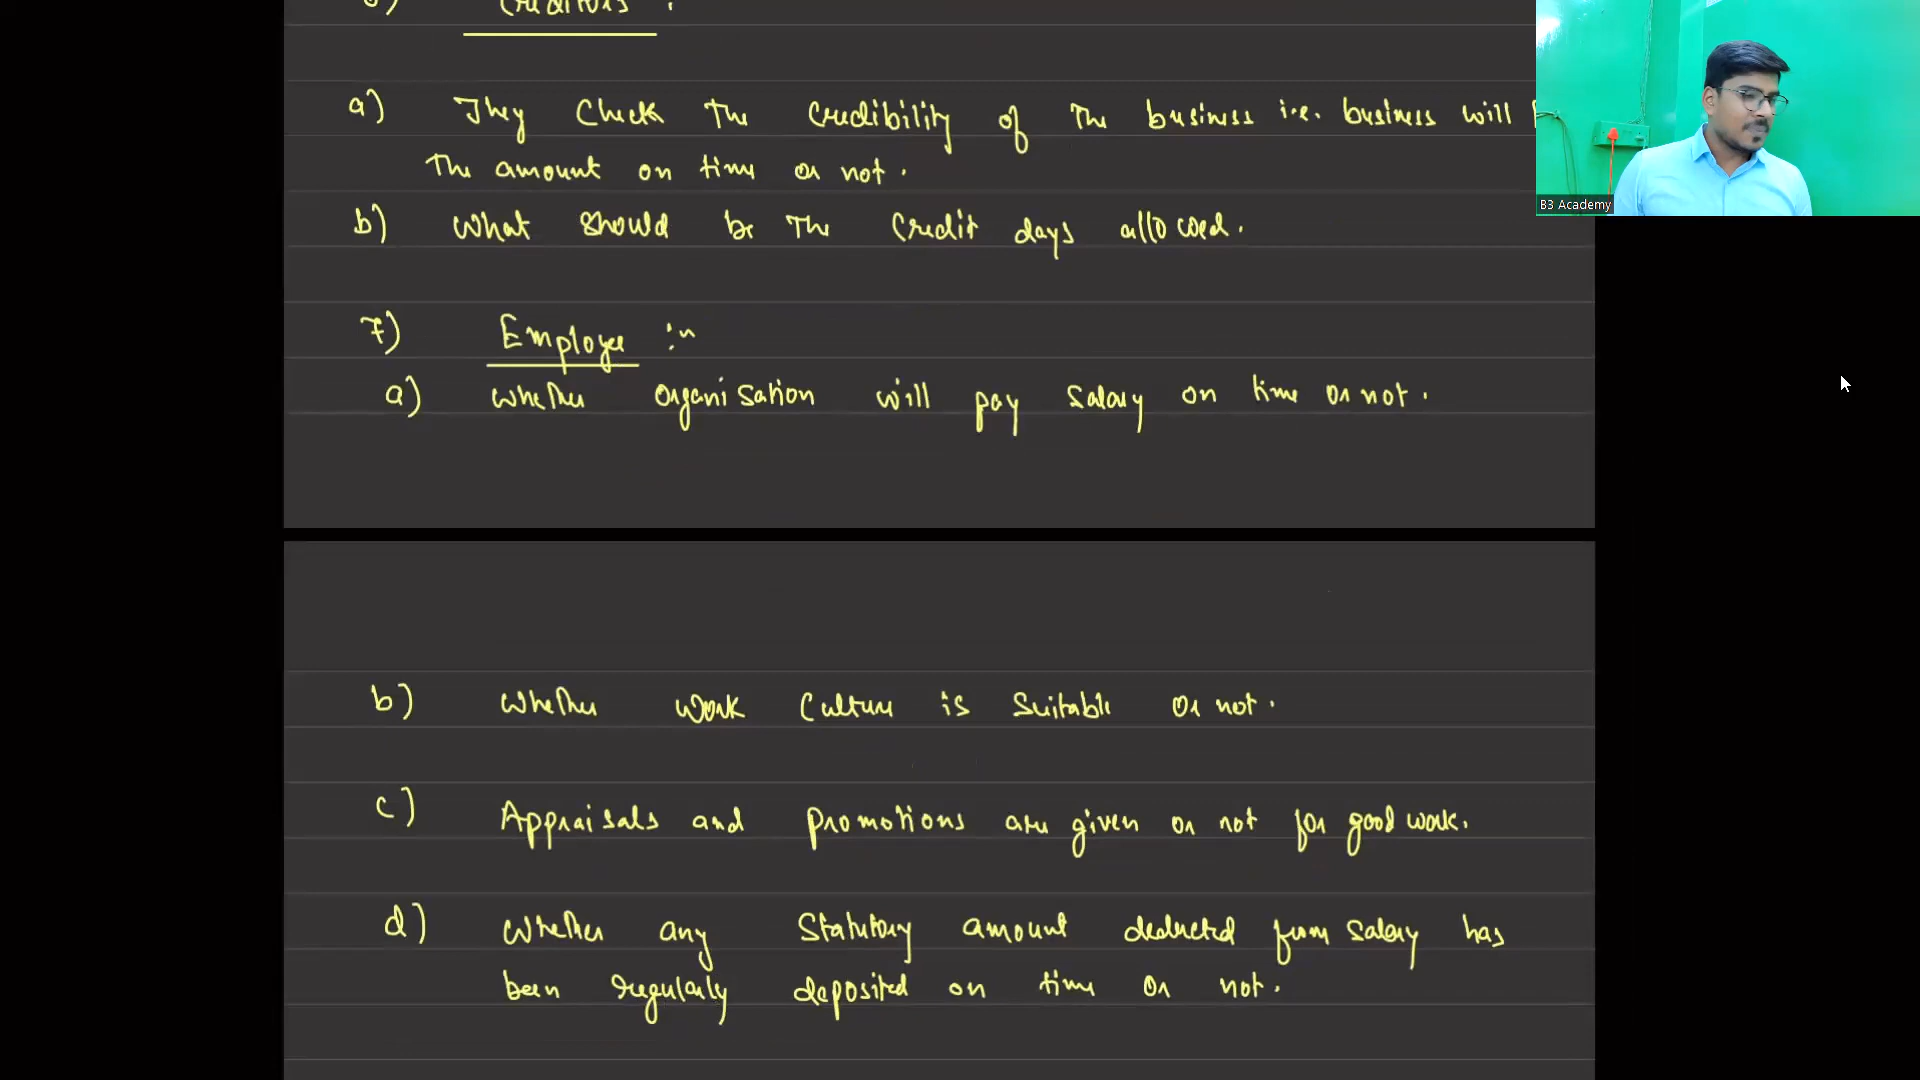 Creditors :
a) They Check The Credibility of The business i.e. business will
The amount on time or not.
b) What should be The Credit days allowed.
7) Employee :-
a) Whether Organisation will pay salary on time or not.
b) Whether Work Culture is Suitable Or not.
c) Appraisals and promotions are given or not for good work.
d) Whether any Statutory amount deducted from salary has
been regularly deposited on time Or not.
B3 Academy